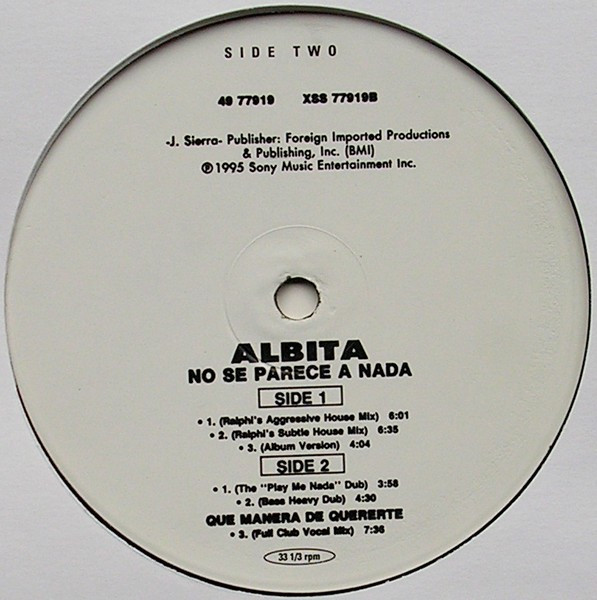 SIDE TWO
49 77919 XSS 77919B
-J. Sierra- Publisher: Foreign Imported Productions
& Publishing, Inc. (BMI)
℗ 1995 Sony Music Entertainment Inc.
ALBITA
NO SE PARECE A NADA
SIDE 1
• 1. (Ralphi's Aggressive House Mix) 6:01
• 2. (Ralphi's Subtle House Mix) 6:35
• 3. (Album Version) 4:04
SIDE 2
• 1. (The "Play Me Nada" Dub) 3:58
• 2. (Bass Heavy Dub) 4:30
QUE MANERA DE QUERERTE
• 3. (Full Club Vocal Mix) 7:36
33 1/3 rpm